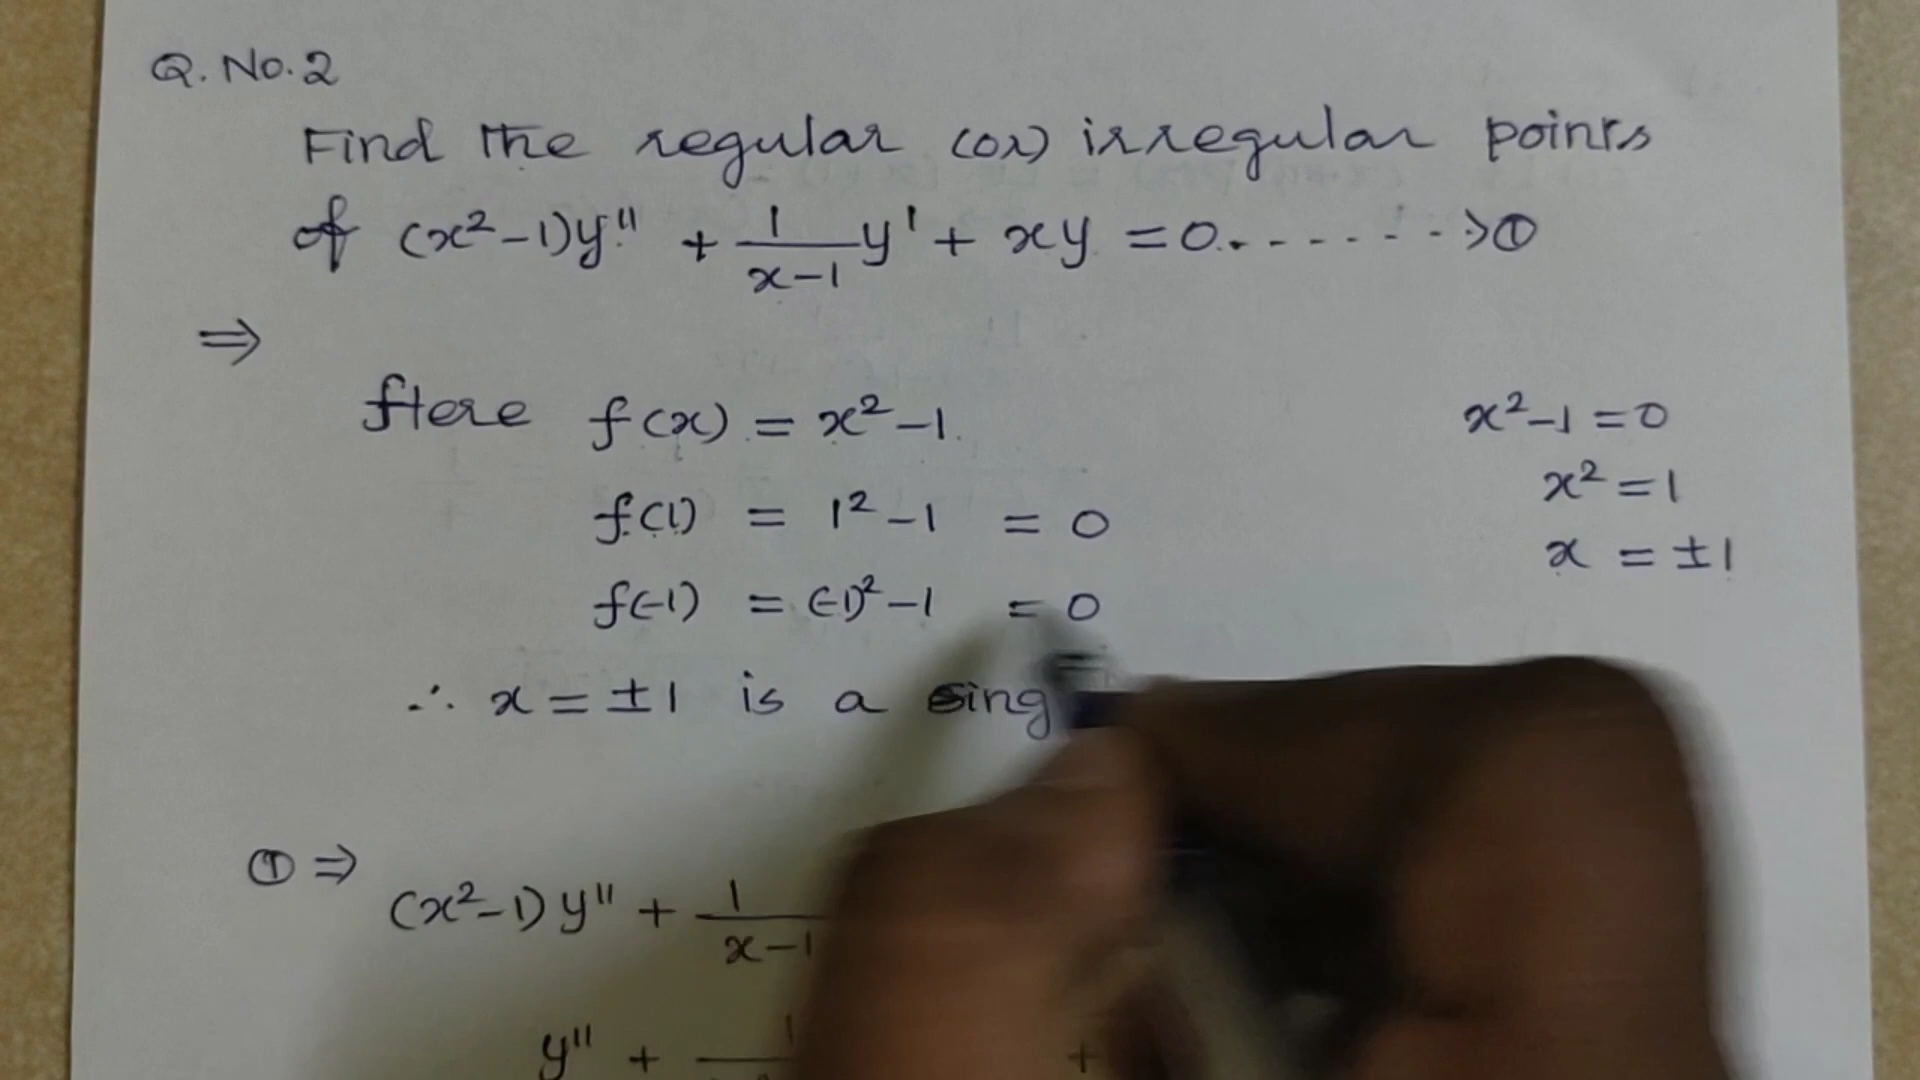 Q. No. 2
Find the regular (or) irregular points
of (x²-1)y" + 1/(x-1) y' + xy = 0. - - - - - -> ①
⇒
Here f(x) = x²-1
x²-1 = 0
f(1) = 1²-1 = 0
x² = 1
f(-1) = (-1)²-1 = 0
x = ±1
∴ x = ±1 is a sing
① ⇒ (x²-1) y" + 1/(x-1)
y" + +